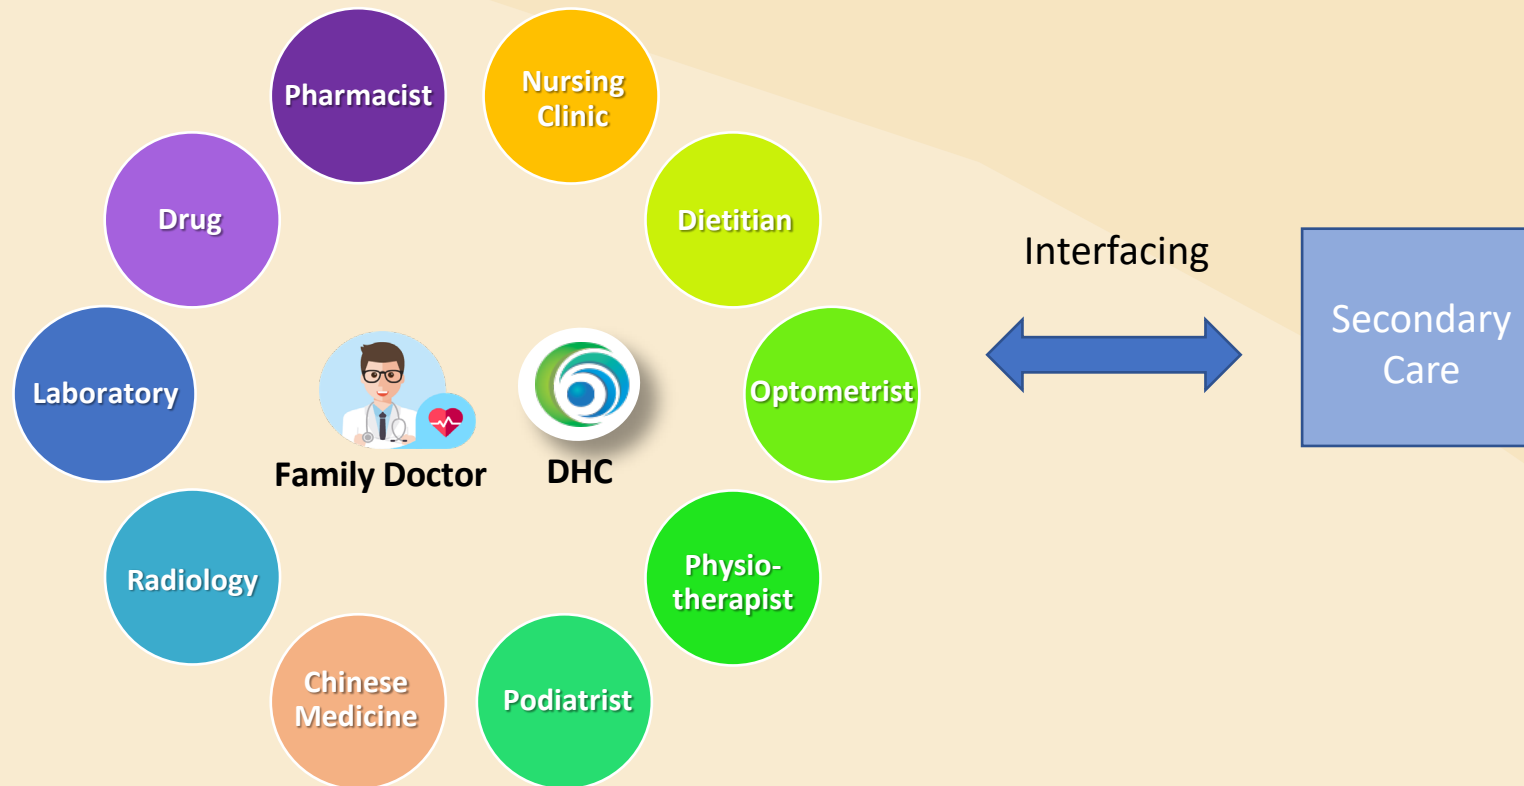 Pharmacist
Nursing
Clinic
Drug
Dietitian
Interfacing
Laboratory
Family Doctor
DHC
Optometrist
Secondary
Care
Radiology
Physio-
therapist
Chinese
Medicine
Podiatrist